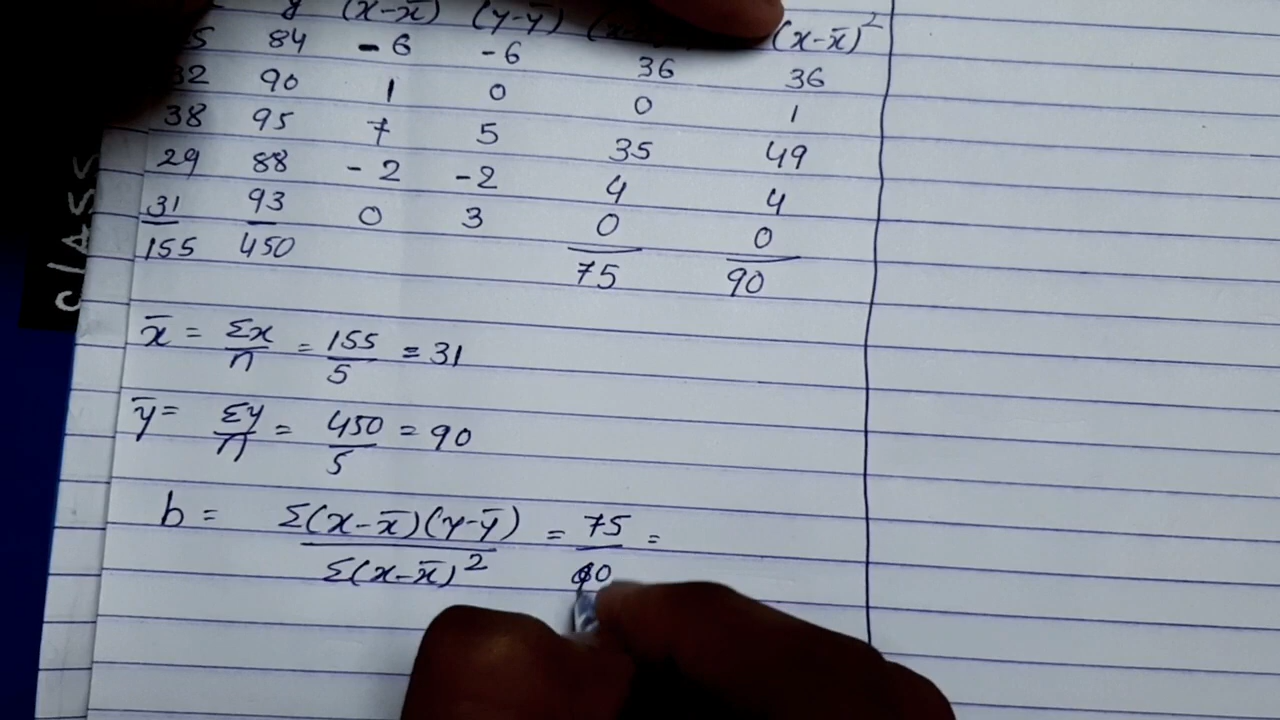 y (x-x̄) (y-ȳ) (x-x̄)²
5 84 -6 -6 36 36
32 90 1 0 0 1
38 95 7 5 35 49
29 88 -2 -2 4 4
31 93 0 3 0 0
155 450 75 90
x̄ = Σx/n = 155/5 = 31
ȳ = Σy/n = 450/5 = 90
b = Σ(x-x̄)(y-ȳ)/Σ(x-x̄)² = 75/90 =
CLASS